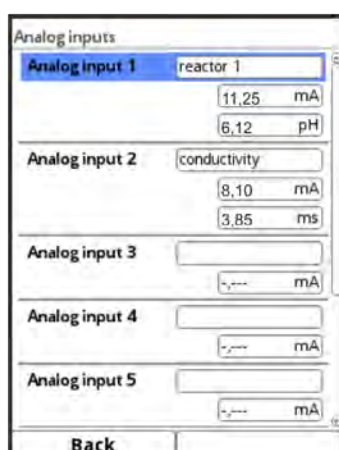 Analog inputs
Analog input 1 reactor 1
11,25 mA
6,12 pH
Analog input 2 conductivity
8,10 mA
3,85 ms
Analog input 3
-,--- mA
Analog input 4
-,--- mA
Analog input 5
-,--- mA
Back